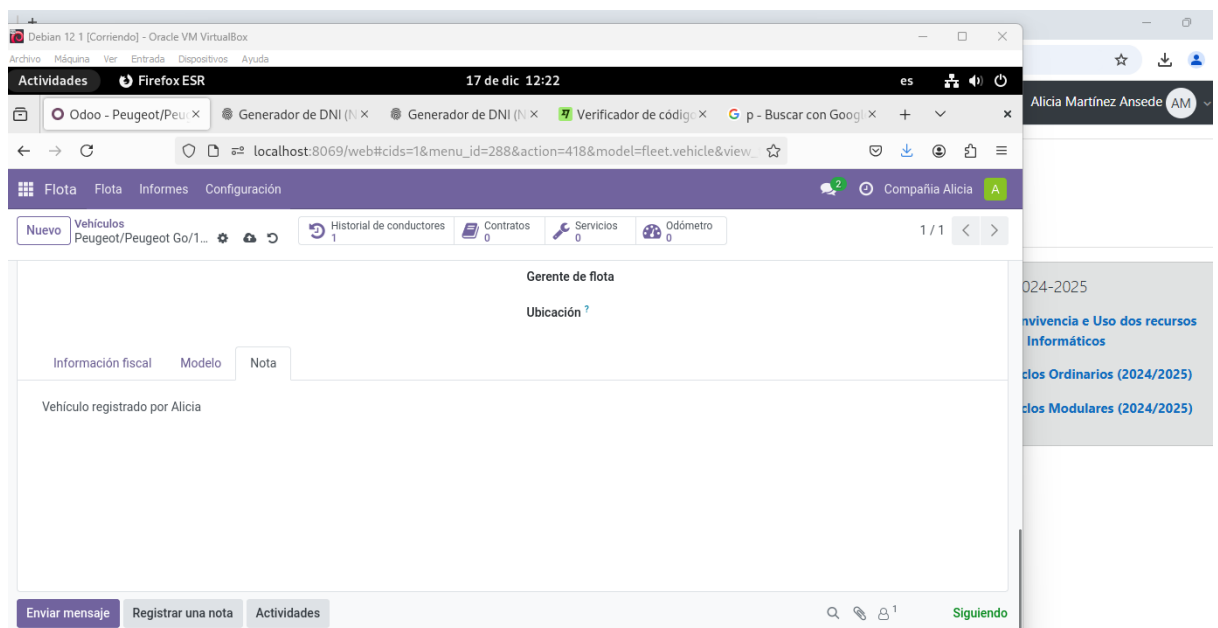 Debian 12 1 [Corriendo] - Oracle VM VirtualBox
Archivo Máquina Ver Entrada Dispositivos Ayuda
Actividades Firefox ESR 17 de dic 12:22 es
Odoo - Peugeot/Peu Generador de DNI (N Generador de DNI (N Verificador de código p - Buscar con Googl
localhost:8069/web#cids=1&menu_id=288&action=418&model=fleet.vehicle&view_
Alicia Martínez Ansede AM
Flota Flota Informes Configuración 2 Compañia Alicia A
Nuevo Vehículos
Peugeot/Peugeot Go/1...
Historial de conductores
1
Contratos
0
Servicios
0
Odómetro
0
1 / 1
Gerente de flota
Ubicación ?
Información fiscal Modelo Nota
Vehículo registrado por Alicia
Enviar mensaje Registrar una nota Actividades 1 Siguiendo
024-2025
nvivencia e Uso dos recursos
Informáticos
clos Ordinarios (2024/2025)
clos Modulares (2024/2025)